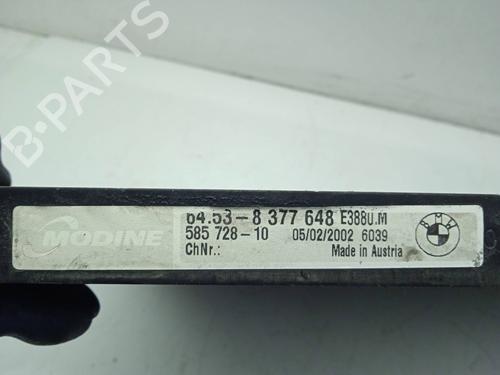 B-PARTS
MODINE
64.53-8 377 648 E388U.M
585 728-10 05/02/2002 6039
ChNr.: Made in Austria
BMW